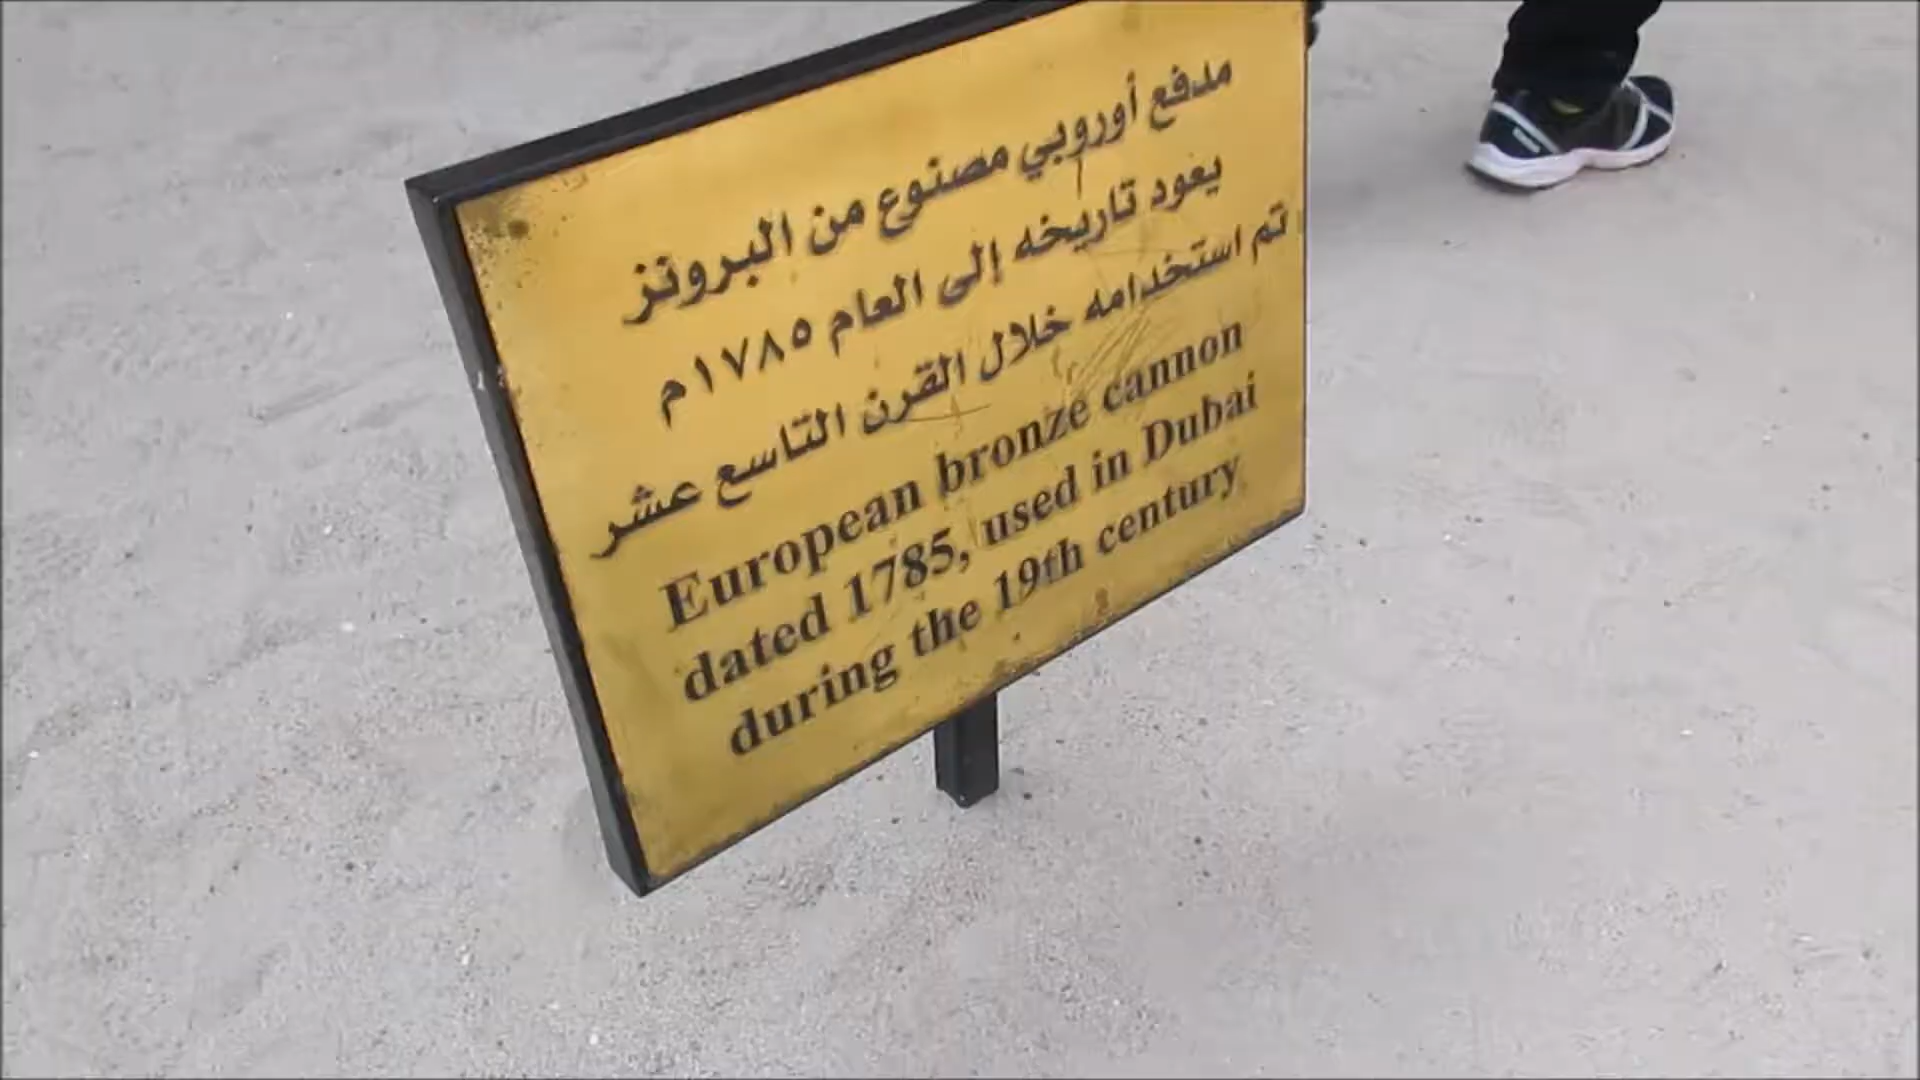 مدفع أوروبي مصنوع من البرونز
يعود تاريخه إلى العام ١٧٨٥م
تم استخدامه خلال القرن التاسع عشر
European bronze cannon
dated 1785, used in Dubai
during the 19th century